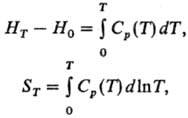 H_T − H_0 = ∫_0^T C_p(T) dT,
S_T = ∫_0^T C_p(T) d ln T,